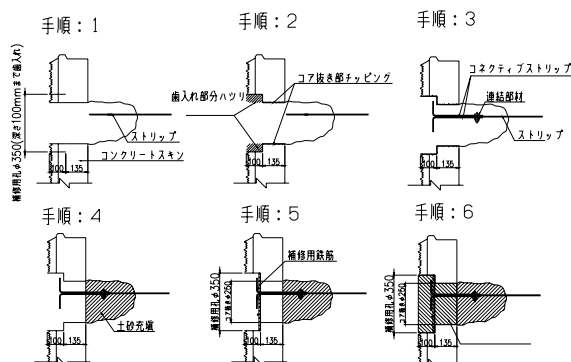 手順：1
補修用孔φ350(深さ100mmまで歯入れ)
ストリップ
100 135
コンクリートスキン
手順：2
コア抜き部チッピング
歯入れ部分ハツリ
100 135
手順：3
コネクティブストリップ
連結部材
ストリップ
100 135
手順：4
100 135
土砂充填
手順：5
補修用鉄筋
補修用孔φ350
コア抜きφ250
100 135
手順：6
補修用孔φ350
コア抜きφ250
100 135